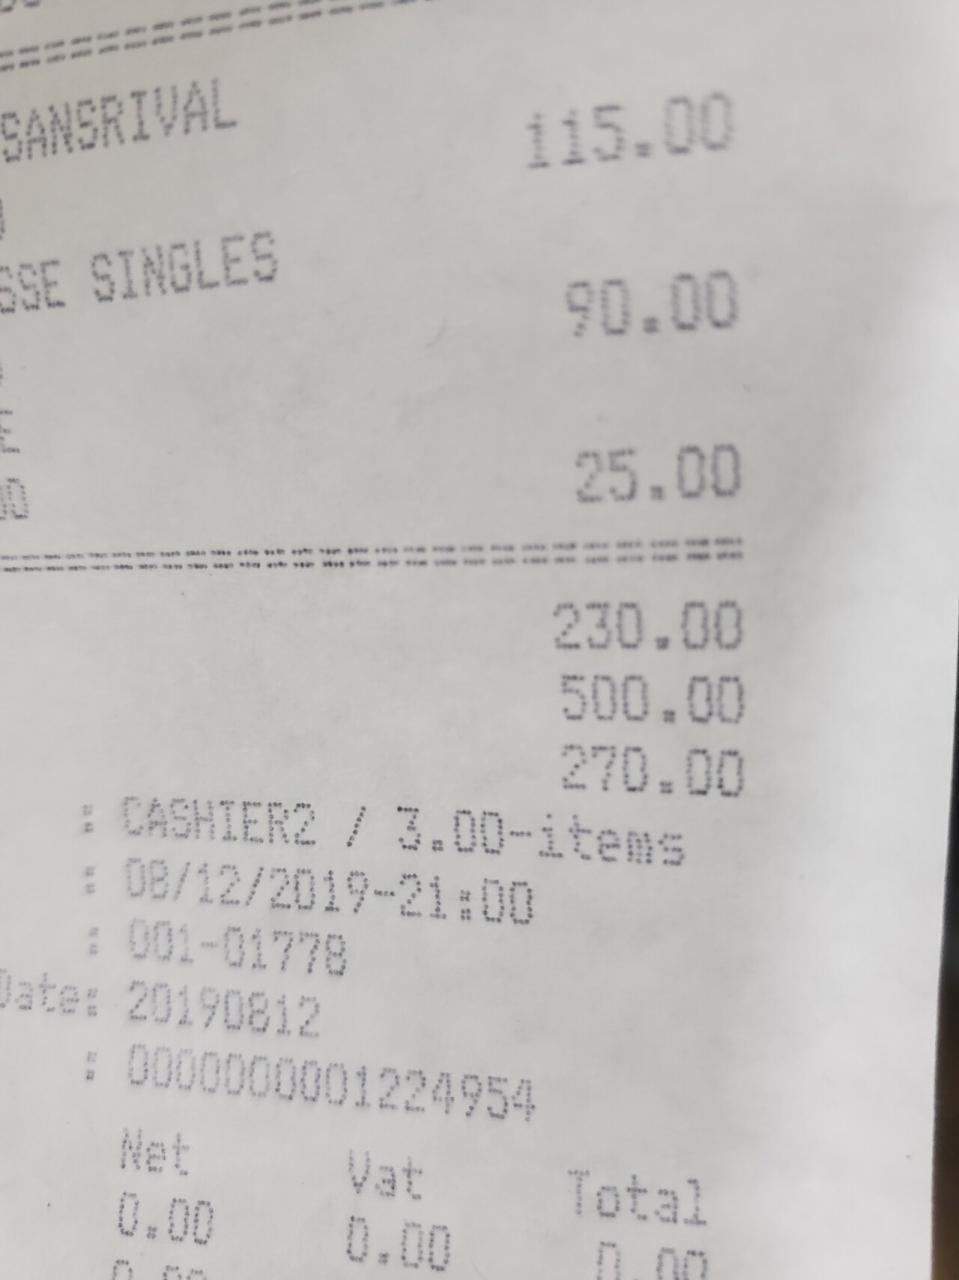 SANSRIVAL
115.00
SSE SINGLES
90.00
E
25.00
230.00
500.00
270.00
: CASHIER2 / 3.00-items
: 08/12/2019-21:00
: 001-01778
Date: 20190812
: 0000000001224954
Net Vat Total
0.00 0.00 0.00